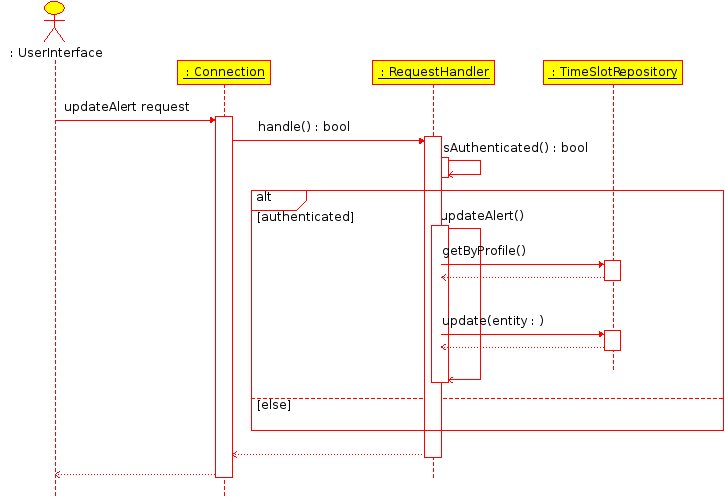 : UserInterface
: Connection
: RequestHandler
: TimeSlotRepository
updateAlert request
handle() : bool
sAuthenticated() : bool
alt
[authenticated]
updateAlert()
getByProfile()
update(entity : )
[else]